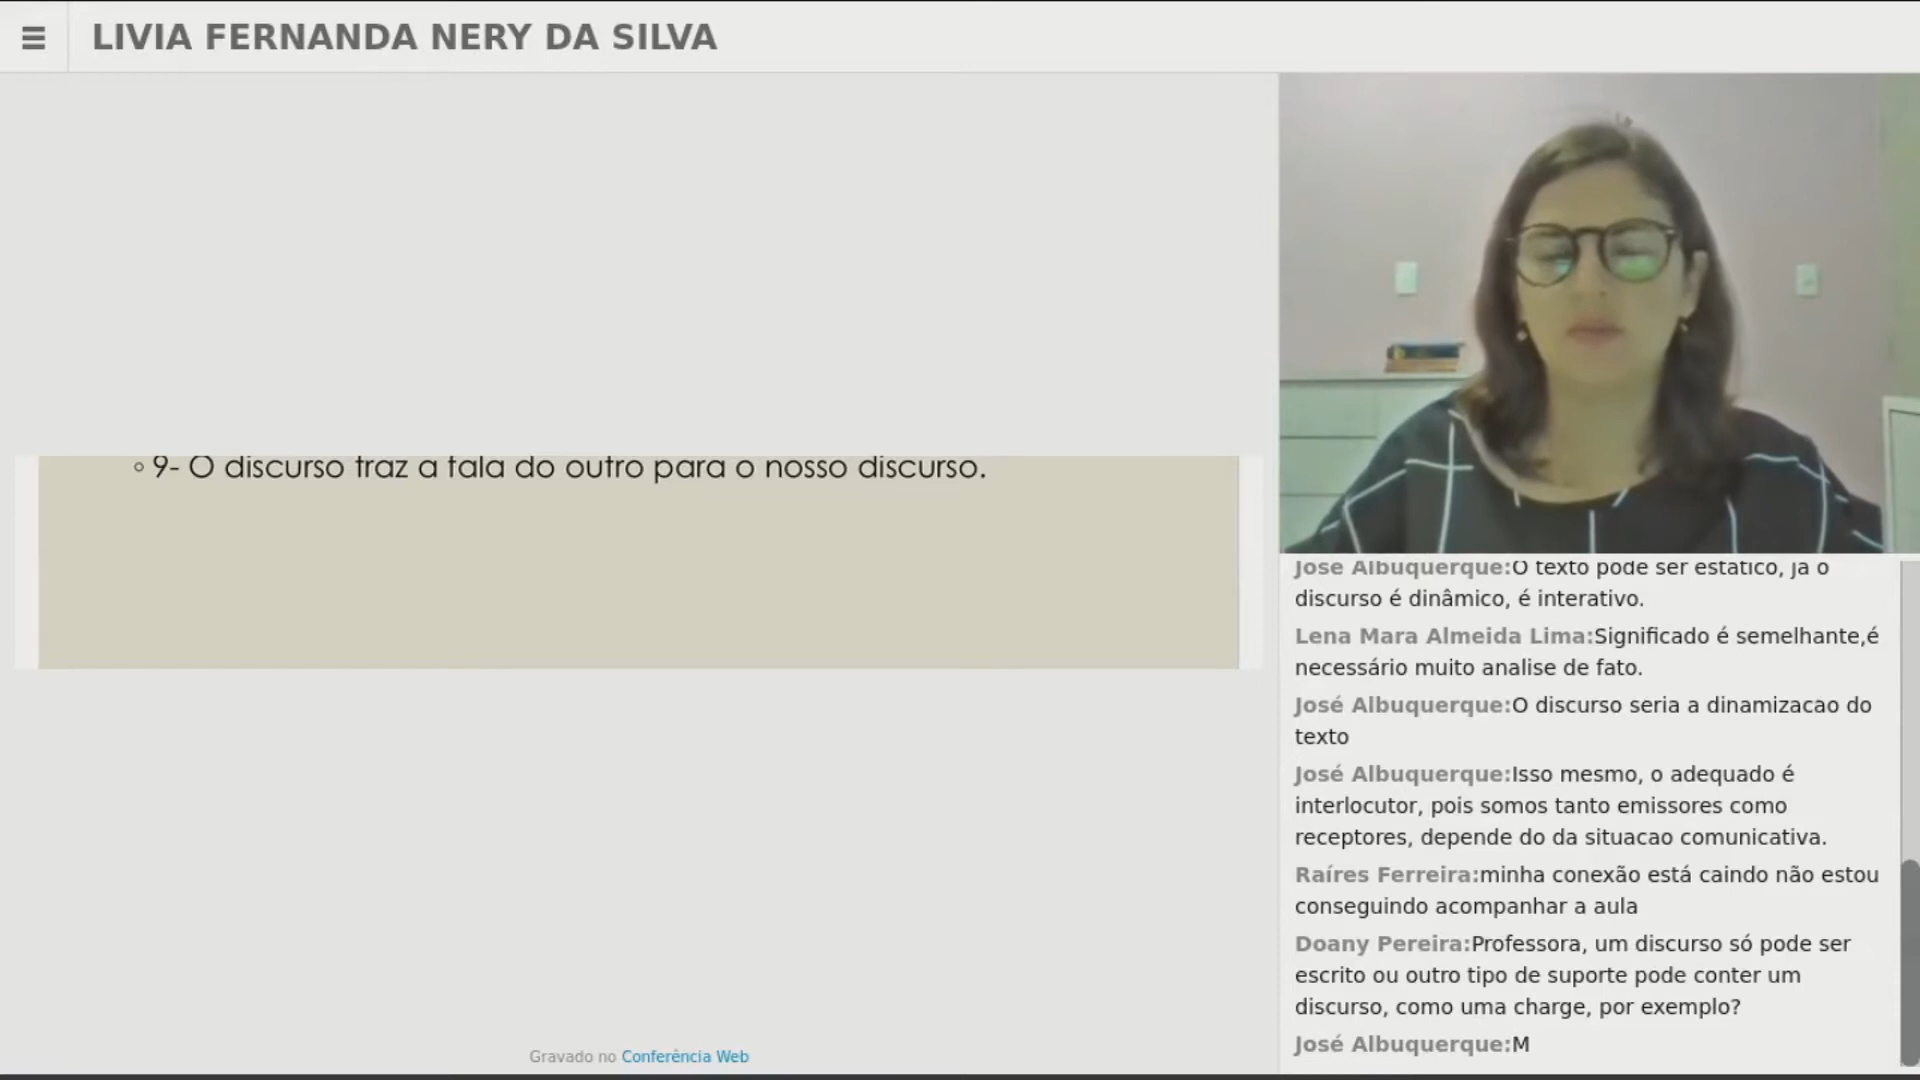 LIVIA FERNANDA NERY DA SILVA
9- O discurso traz a fala do outro para o nosso discurso.
José Albuquerque:O texto pode ser estático, já o
discurso é dinâmico, é interativo.
Lena Mara Almeida Lima:Significado é semelhante,é
necessário muito analise de fato.
José Albuquerque:O discurso seria a dinamizacao do
texto
José Albuquerque:Isso mesmo, o adequado é
interlocutor, pois somos tanto emissores como
receptores, depende do da situacao comunicativa.
Raíres Ferreira:minha conexão está caindo não estou
conseguindo acompanhar a aula
Doany Pereira:Professora, um discurso só pode ser
escrito ou outro tipo de suporte pode conter um
discurso, como uma charge, por exemplo?
José Albuquerque:M
Gravado no Conferência Web